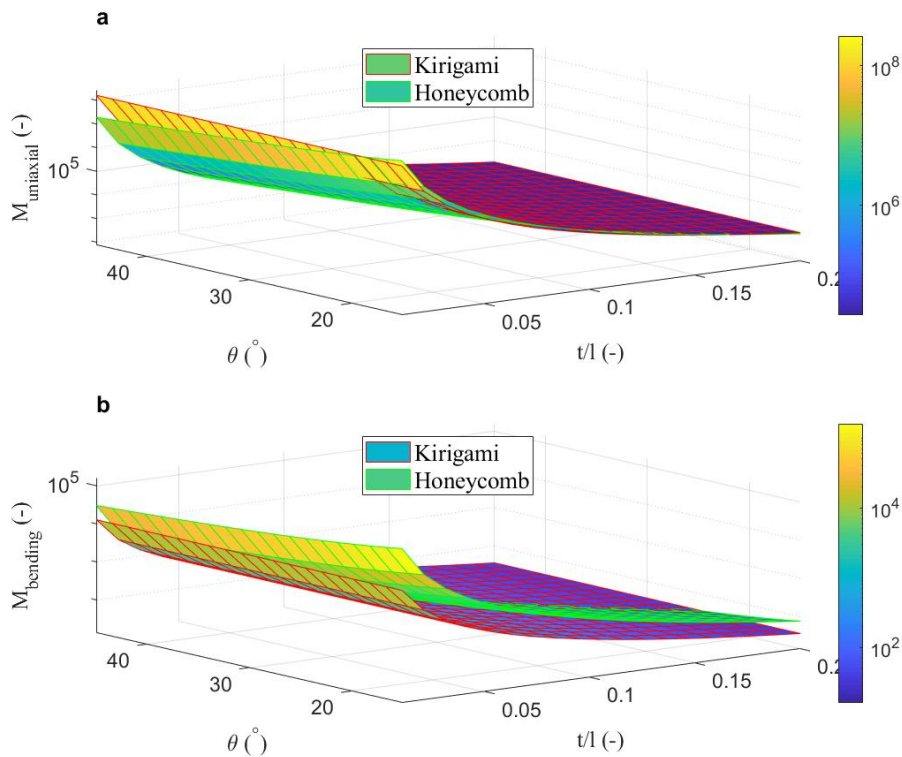 a
Kirigami
Honeycomb
M_uniaxial (-)
10^5
40
30
20
θ (°)
0.05
0.1
0.15
0.2
t/l (-)
10^8
10^6
b
Kirigami
Honeycomb
M_bending (-)
10^5
40
30
20
θ (°)
0.05
0.1
0.15
0.2
t/l (-)
10^4
10^2